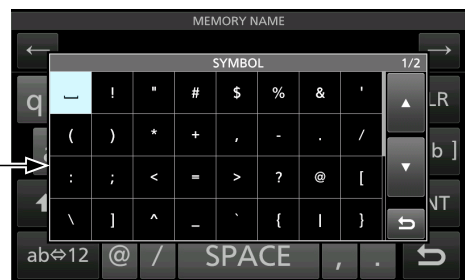 MEMORY NAME
← →
SYMBOL 1/2
␣ ! " # $ % & '
( ) * + , - . /
: ; < = > ? @ [
\ ] ^ _ ` { | }
q LR
b ]
NT
ab⇔12 @ / SPACE , .